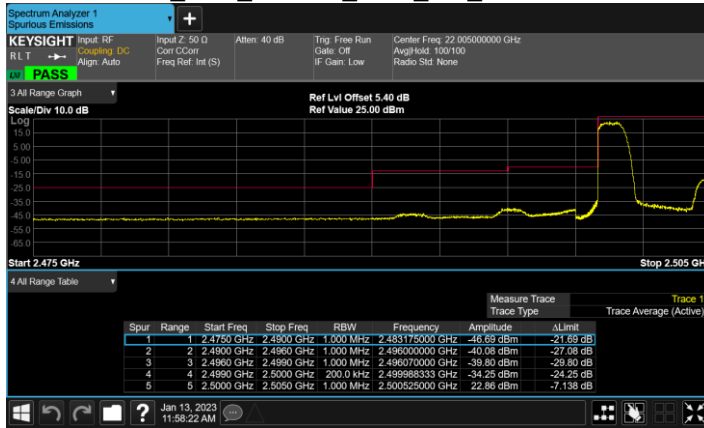 Spectrum Analyzer 1
Spurious Emissions
KEYSIGHT Input: RF Input Z: 50 Ω Atten: 40 dB Trig: Free Run Center Freq: 22.005000000 GHz
RLT Coupling: DC Corr CCorr Gate: Off Avg|Hold: 100/100
Align: Auto Freq Ref: Int (S) IF Gain: Low Radio Std: None
PASS
3 All Range Graph
Ref Lvl Offset 5.40 dB
Scale/Div 10.0 dB Ref Value 25.00 dBm
Log
15.0
5.00
-5.00
-15.0
-25.0
-35.0
-45.0
-55.0
-65.0
Start 2.475 GHz Stop 2.505 GH
4 All Range Table
Measure Trace Trace 1
Trace Type Trace Average (Active)
Spur Range Start Freq Stop Freq RBW Frequency Amplitude ΔLimit
1 1 2.4750 GHz 2.4900 GHz 1.000 MHz 2.483175000 GHz -46.69 dBm -21.69 dB
2 2 2.4900 GHz 2.4960 GHz 1.000 MHz 2.496000000 GHz -40.08 dBm -27.08 dB
3 3 2.4960 GHz 2.4990 GHz 1.000 MHz 2.496070000 GHz -39.80 dBm -29.80 dB
4 4 2.4990 GHz 2.5000 GHz 200.0 kHz 2.499988333 GHz -34.25 dBm -24.25 dB
5 5 2.5000 GHz 2.5050 GHz 1.000 MHz 2.500525000 GHz 22.86 dBm -7.138 dB
Jan 13, 2023
11:58:22 AM